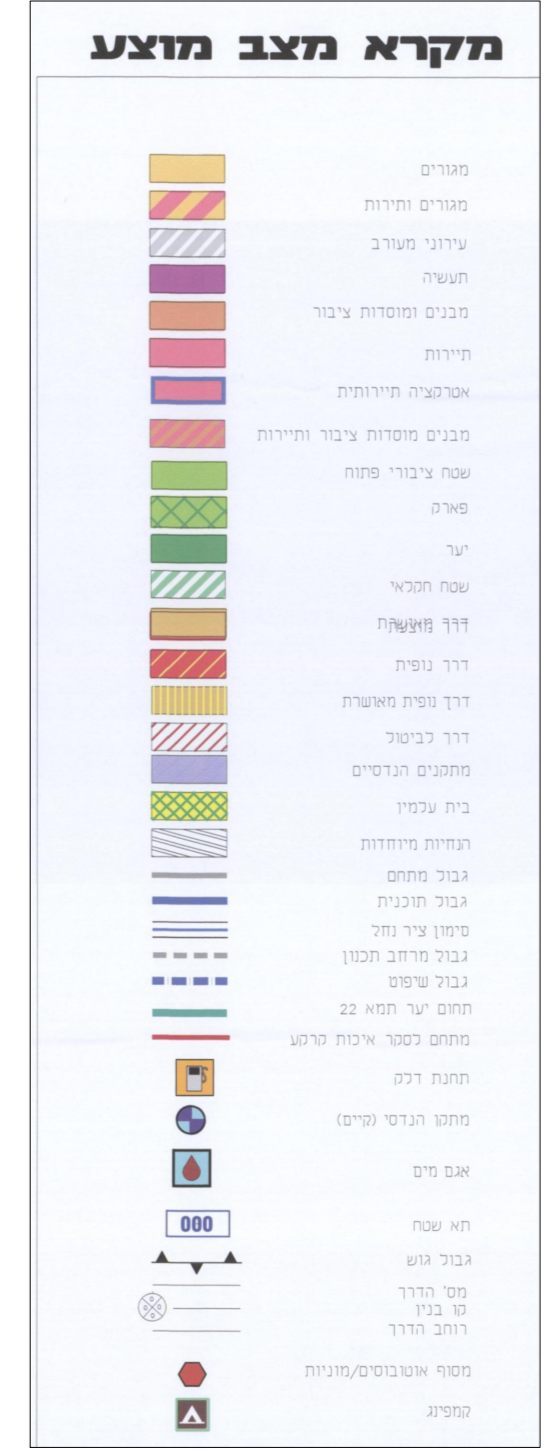 מקרא מצב מוצע
מגורים
מגורים ותירות
עירוני מעורב
תעשיה
מבנים ומוסדות ציבור
תיירות
אטרקציה תיירותית
מבנים מוסדות ציבור ותיירות
שטח ציבורי פתוח
פארק
יער
שטח חקלאי
דרך מאושרת
דרך מוצעת
דרך נופית
דרך נופית מאושרת
דרך לביטול
מתקנים הנדסיים
בית עלמין
הנחיות מיוחדות
גבול מתחם
גבול תוכנית
סימון ציר נחל
גבול מרחב תכנון
גבול שיפוט
תחום יער תמא 22
מתחם לסקר איכות קרקע
תחנת דלק
מתקן הנדסי (קיים)
אגם מים
תא שטח 000
גבול גוש
מס' הדרך
קו בנין
רוחב הדרך
מסוף אוטובוסים/מוניות
קמפינג